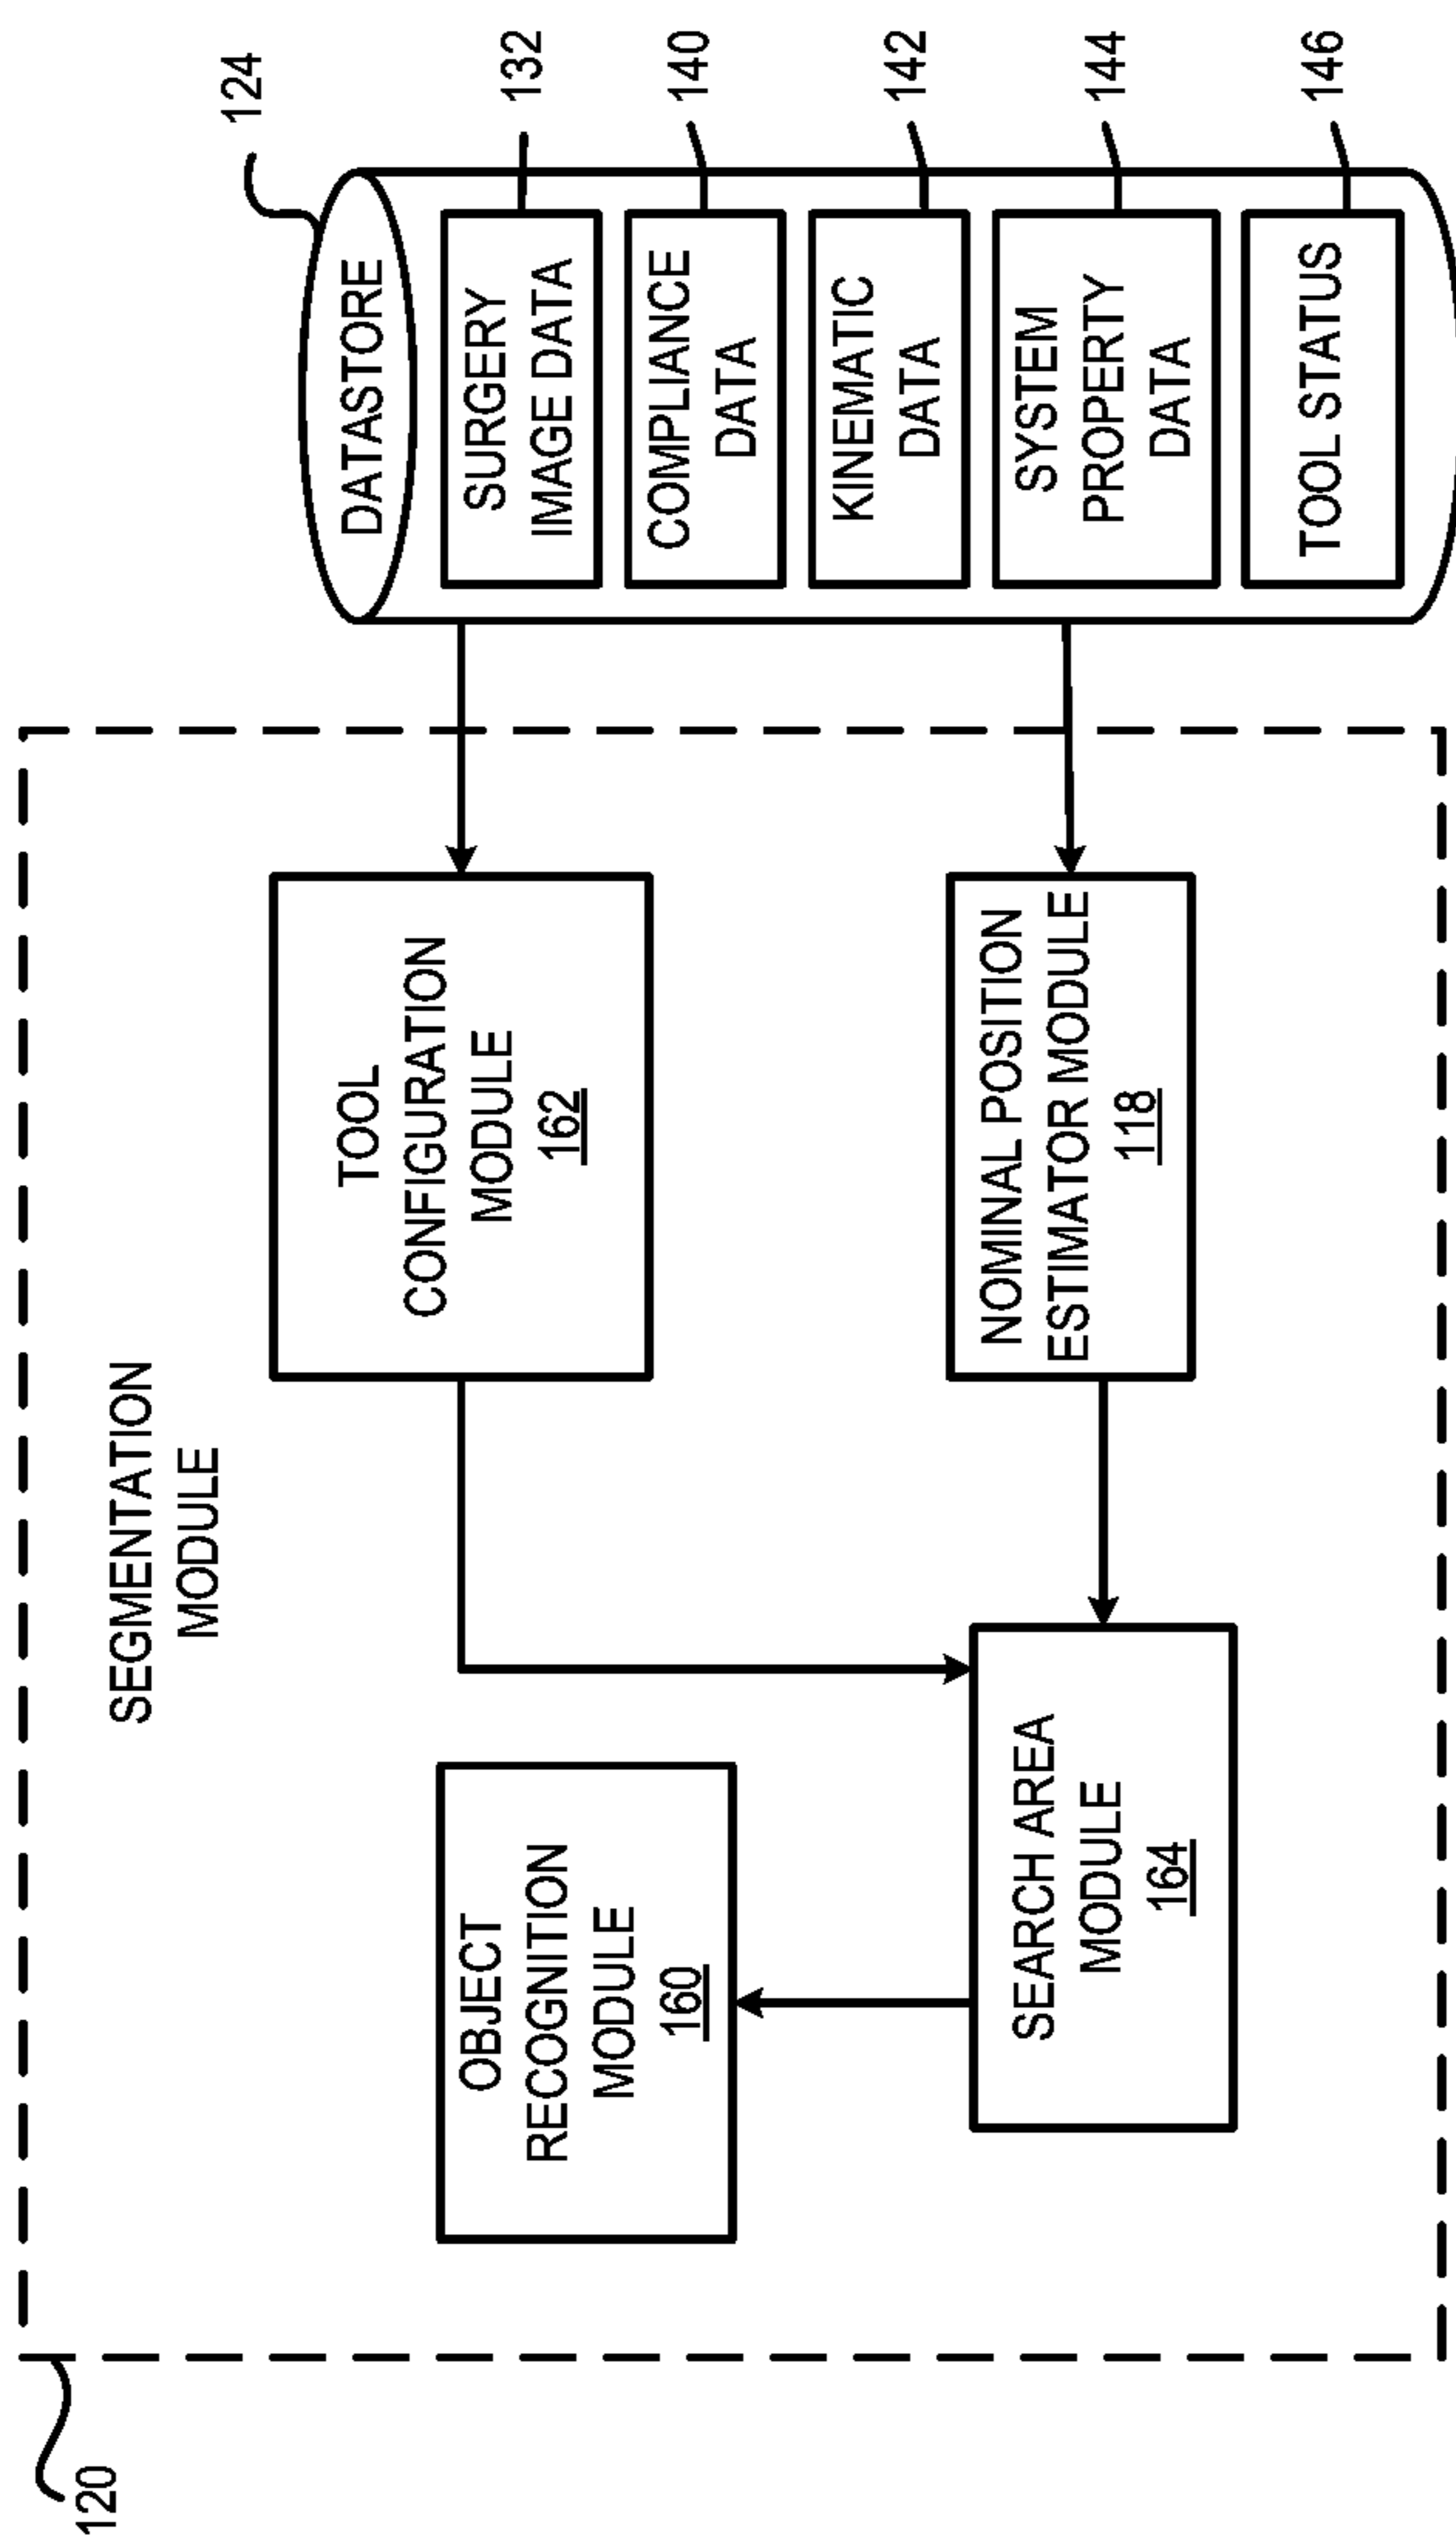 120
SEGMENTATION
MODULE
OBJECT
RECOGNITION
MODULE
160
SEARCH AREA
MODULE
164
TOOL
CONFIGURATION
MODULE
162
NOMINAL POSITION
ESTIMATOR MODULE
118
124
DATASTORE
SURGERY
IMAGE DATA
132
COMPLIANCE
DATA
140
KINEMATIC
DATA
142
SYSTEM
PROPERTY
DATA
144
TOOL STATUS
146